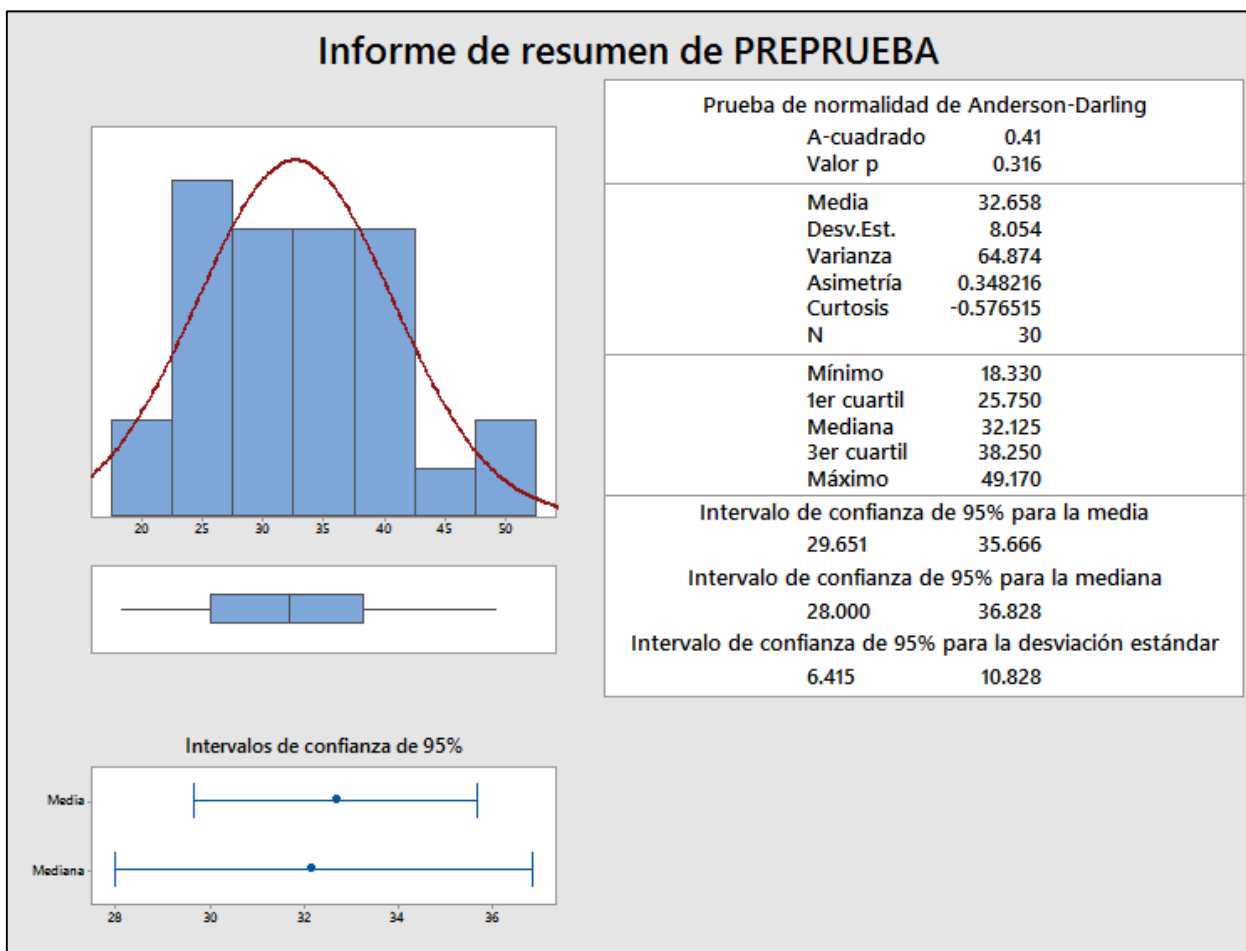 Informe de resumen de PREPRUEBA
20 25 30 35 40 45 50
Intervalos de confianza de 95%
Media
Mediana
28 30 32 34 36
Prueba de normalidad de Anderson-Darling
A-cuadrado 0.41
Valor p 0.316
Media 32.658
Desv.Est. 8.054
Varianza 64.874
Asimetría 0.348216
Curtosis -0.576515
N 30
Mínimo 18.330
1er cuartil 25.750
Mediana 32.125
3er cuartil 38.250
Máximo 49.170
Intervalo de confianza de 95% para la media
29.651 35.666
Intervalo de confianza de 95% para la mediana
28.000 36.828
Intervalo de confianza de 95% para la desviación estándar
6.415 10.828